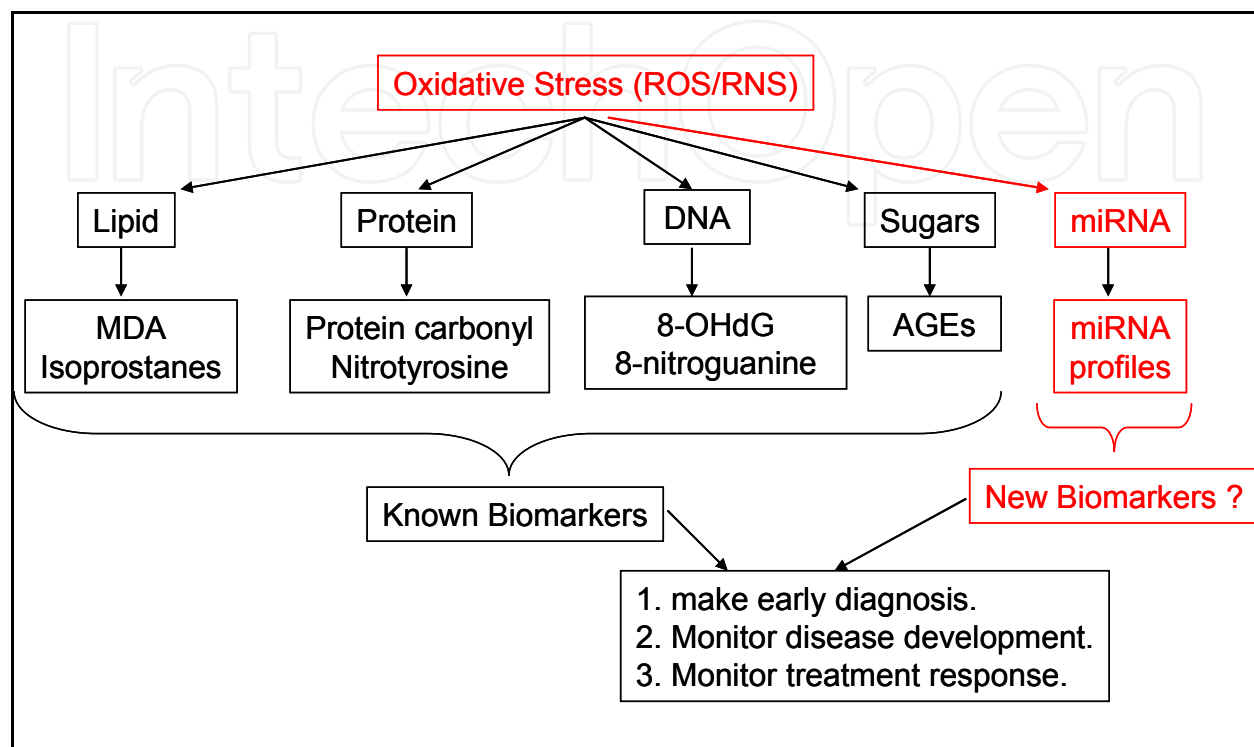 IntechOpen
Oxidative Stress (ROS/RNS)
Lipid
Protein
DNA
Sugars
miRNA
MDA
Isoprostanes
Protein carbonyl
Nitrotyrosine
8-OHdG
8-nitroguanine
AGEs
miRNA
profiles
Known Biomarkers
New Biomarkers ?
1. make early diagnosis.
2. Monitor disease development.
3. Monitor treatment response.